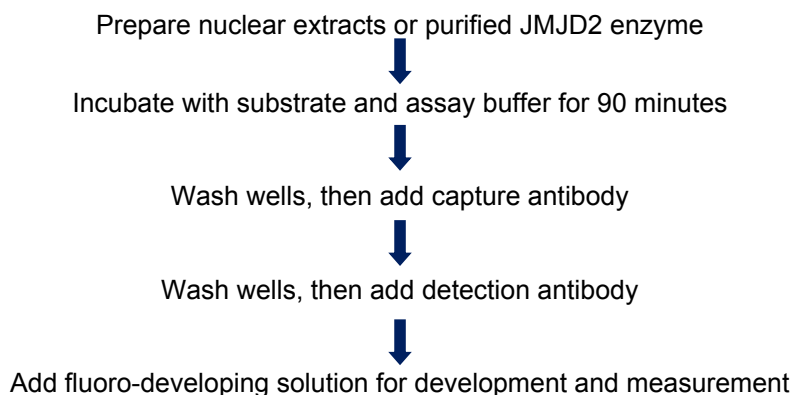 Prepare nuclear extracts or purified JMJD2 enzyme
Incubate with substrate and assay buffer for 90 minutes
Wash wells, then add capture antibody
Wash wells, then add detection antibody
Add fluoro-developing solution for development and measurement